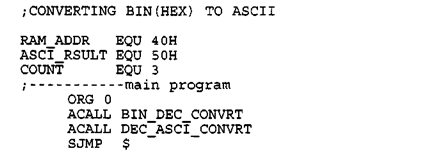 ;CONVERTING BIN(HEX) TO ASCII
RAM_ADDR EQU 40H
ASCI_RSULT EQU 50H
COUNT EQU 3
;-----------main program
ORG 0
ACALL BIN_DEC_CONVRT
ACALL DEC_ASCI_CONVRT
SJMP $